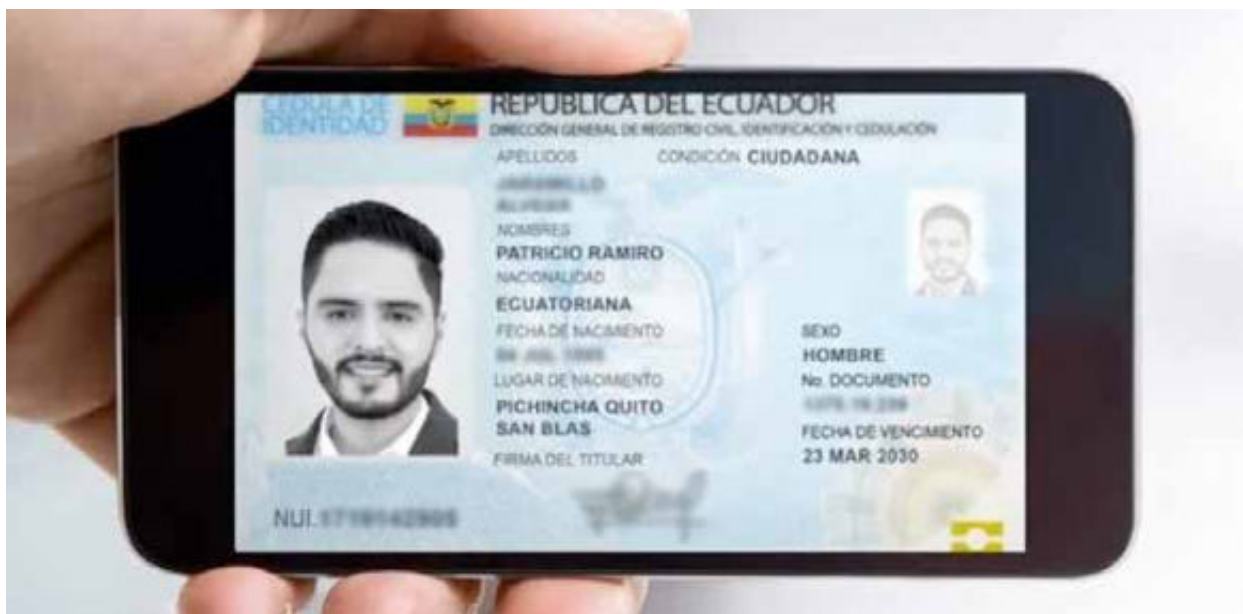 CÉDULA DE
IDENTIDAD
REPÚBLICA DEL ECUADOR
DIRECCIÓN GENERAL DE REGISTRO CIVIL, IDENTIFICACIÓN Y CEDULACIÓN
APELLIDOS
CONDICIÓN CIUDADANA
NOMBRES
PATRICIO RAMIRO
NACIONALIDAD
ECUATORIANA
FECHA DE NACIMIENTO
LUGAR DE NACIMIENTO
PICHINCHA QUITO
SAN BLAS
FIRMA DEL TITULAR
SEXO
HOMBRE
No. DOCUMENTO
FECHA DE VENCIMIENTO
23 MAR 2030
NUI.